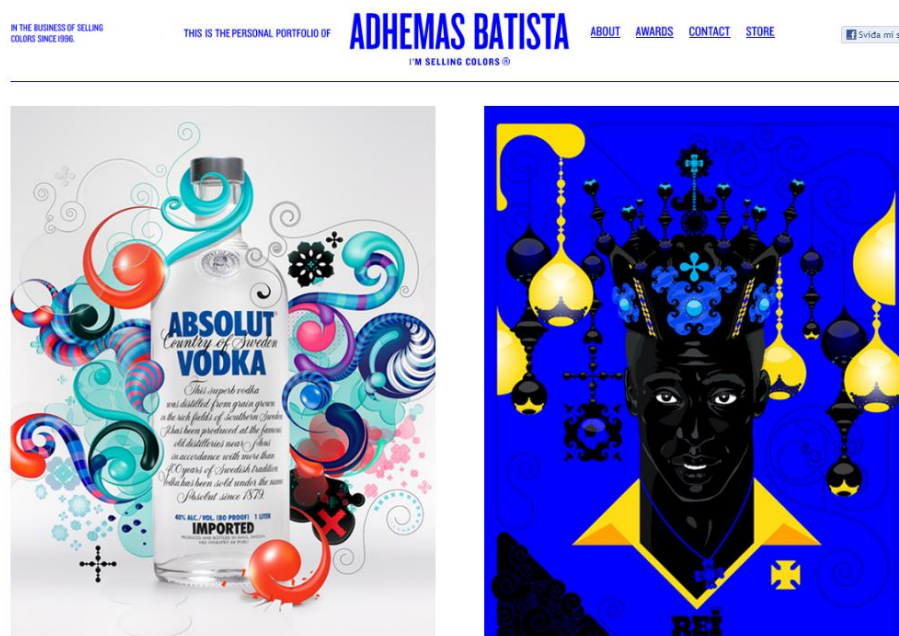 IN THE BUSINESS OF SELLING
COLORS SINCE 1996.
THIS IS THE PERSONAL PORTFOLIO OF
ADHEMAS BATISTA
I'M SELLING COLORS ®
ABOUT AWARDS CONTACT STORE
Sviđa mi s
ABSOLUT
Country of Sweden
VODKA
This superb vodka
was distilled from grain grown
in the rich fields of southern Sweden
It has been produced at the famous
old distilleries near Åhus
in accordance with more than
400 years of Swedish tradition
Vodka has been sold under the name
Absolut since 1879.
40% ALC./VOL. (80 PROOF) 1 LITER
IMPORTED
REI